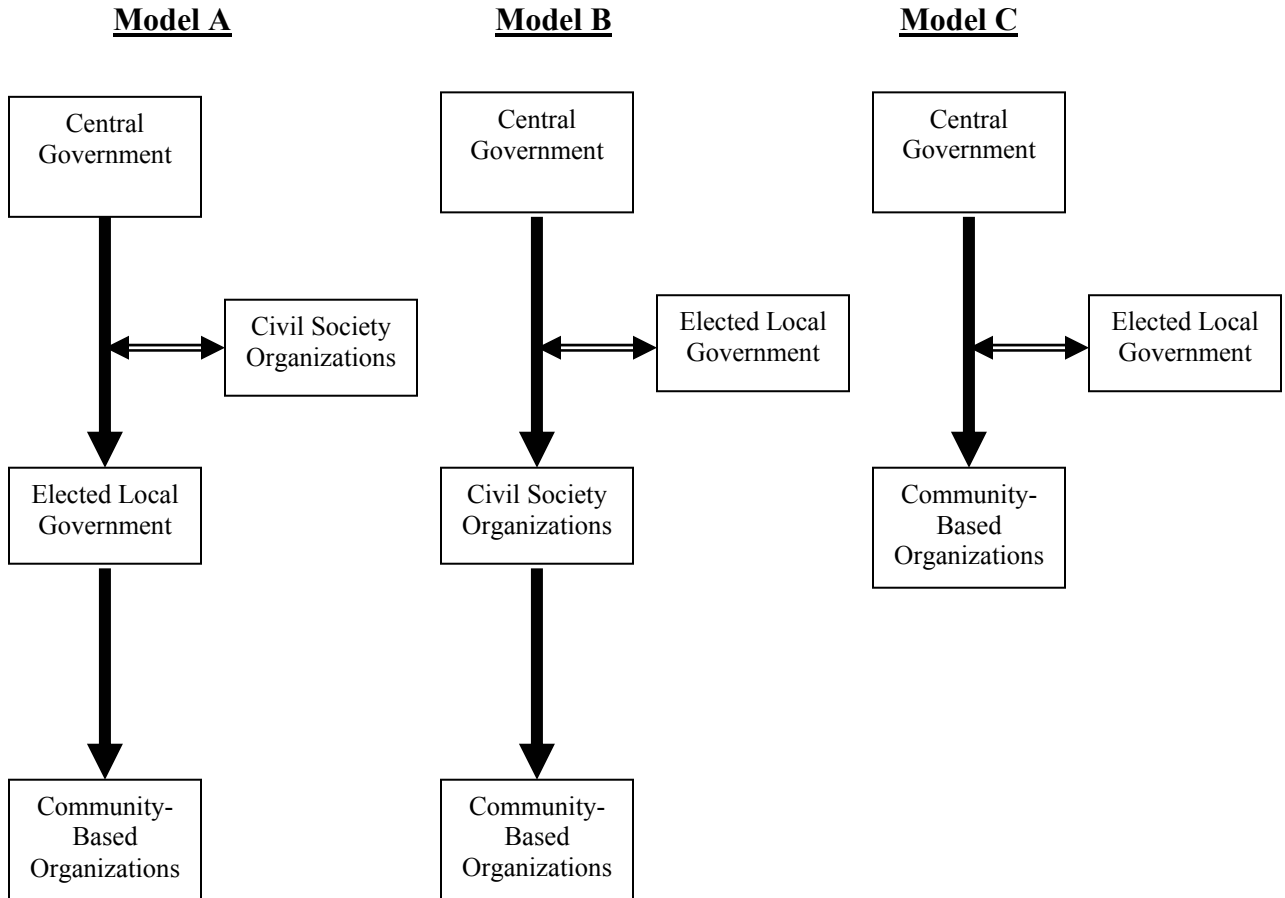 Model A
Model B
Model C
Central
Government
Central
Government
Central
Government
Civil Society
Organizations
Elected Local
Government
Elected Local
Government
Elected Local
Government
Civil Society
Organizations
Community-
Based
Organizations
Community-
Based
Organizations
Community-
Based
Organizations